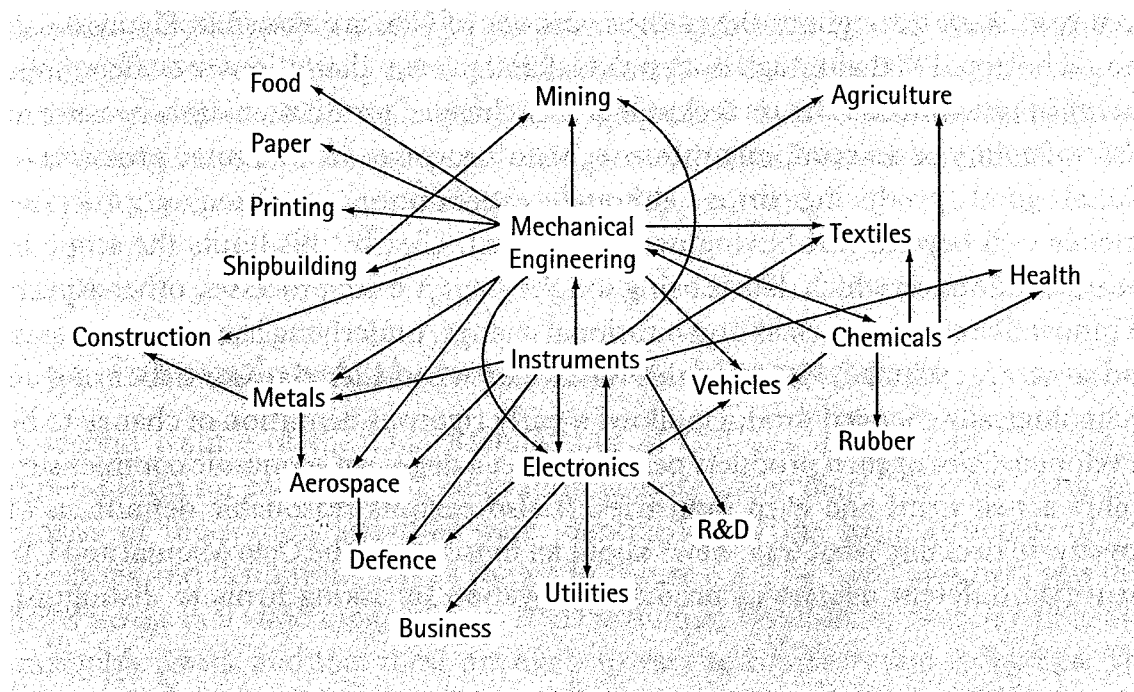 Food
Mining
Agriculture
Paper
Printing
Mechanical
Engineering
Textiles
Shipbuilding
Health
Construction
Instruments
Chemicals
Metals
Vehicles
Rubber
Electronics
Aerospace
R&D
Defence
Utilities
Business